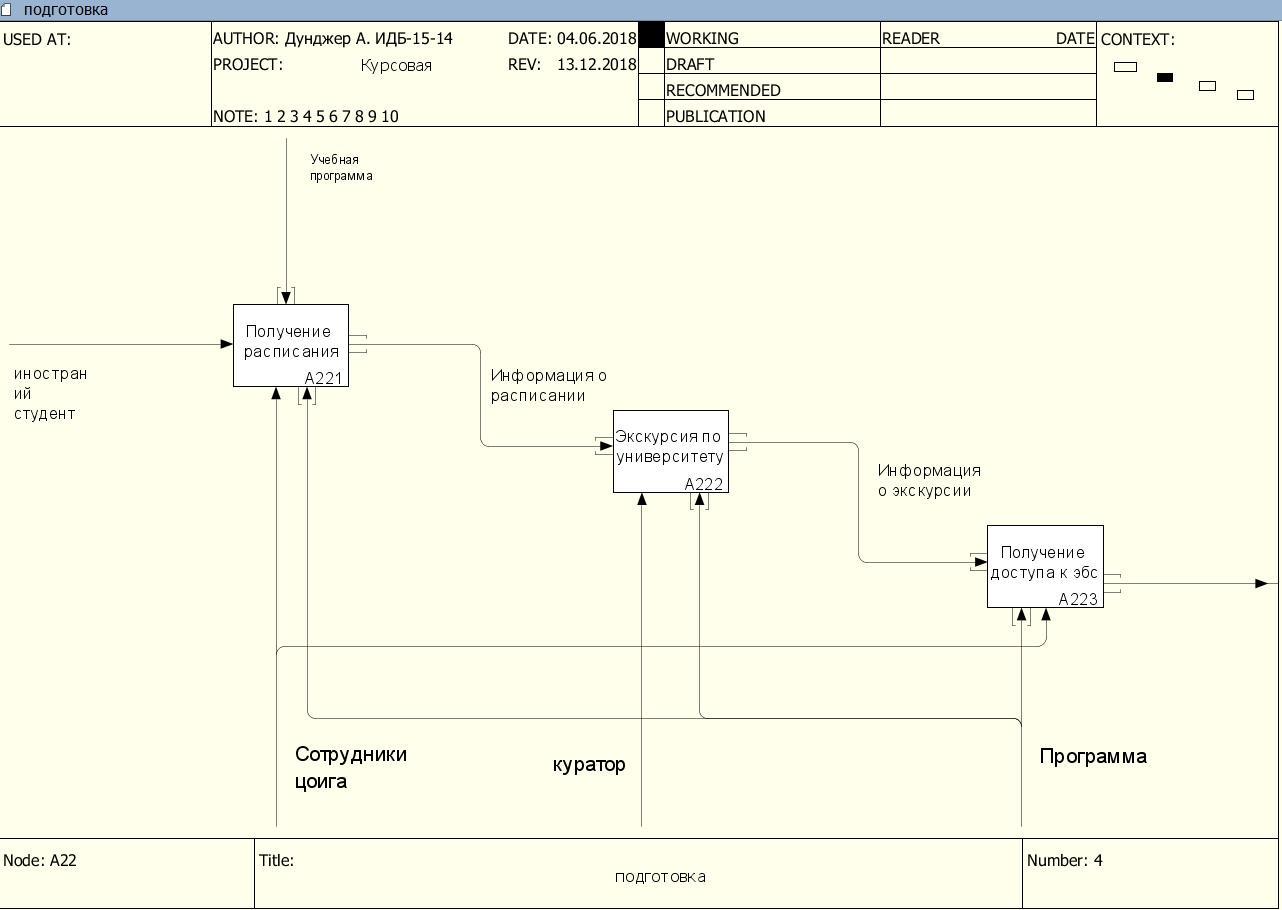 подготовка
USED AT:
AUTHOR: Дунджер А. ИДБ-15-14
DATE: 04.06.2018
PROJECT: Курсовая
REV: 13.12.2018
NOTE: 1 2 3 4 5 6 7 8 9 10
WORKING
DRAFT
RECOMMENDED
PUBLICATION
READER
DATE
CONTEXT:
Учебная
программа
Получение
расписания
A221
иностран
ий
студент
Информация о
расписании
Экскурсия по
университету
A222
Информация
о экскурсии
Получение
доступа к эбс
A223
Сотрудники
цоига
куратор
Программа
Node: A22
Title:
подготовка
Number: 4